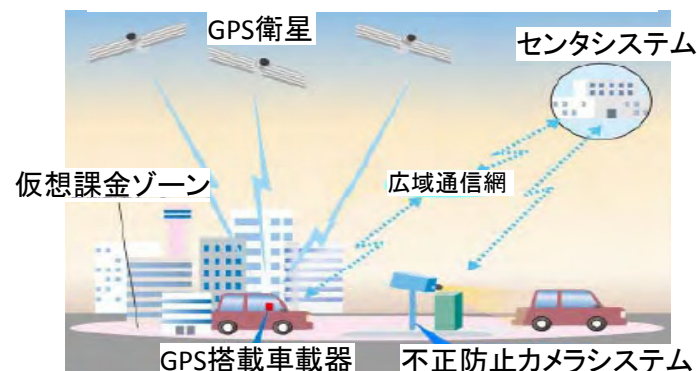 GPS衛星
センタシステム
仮想課金ゾーン
広域通信網
GPS搭載車載器
不正防止カメラシステム